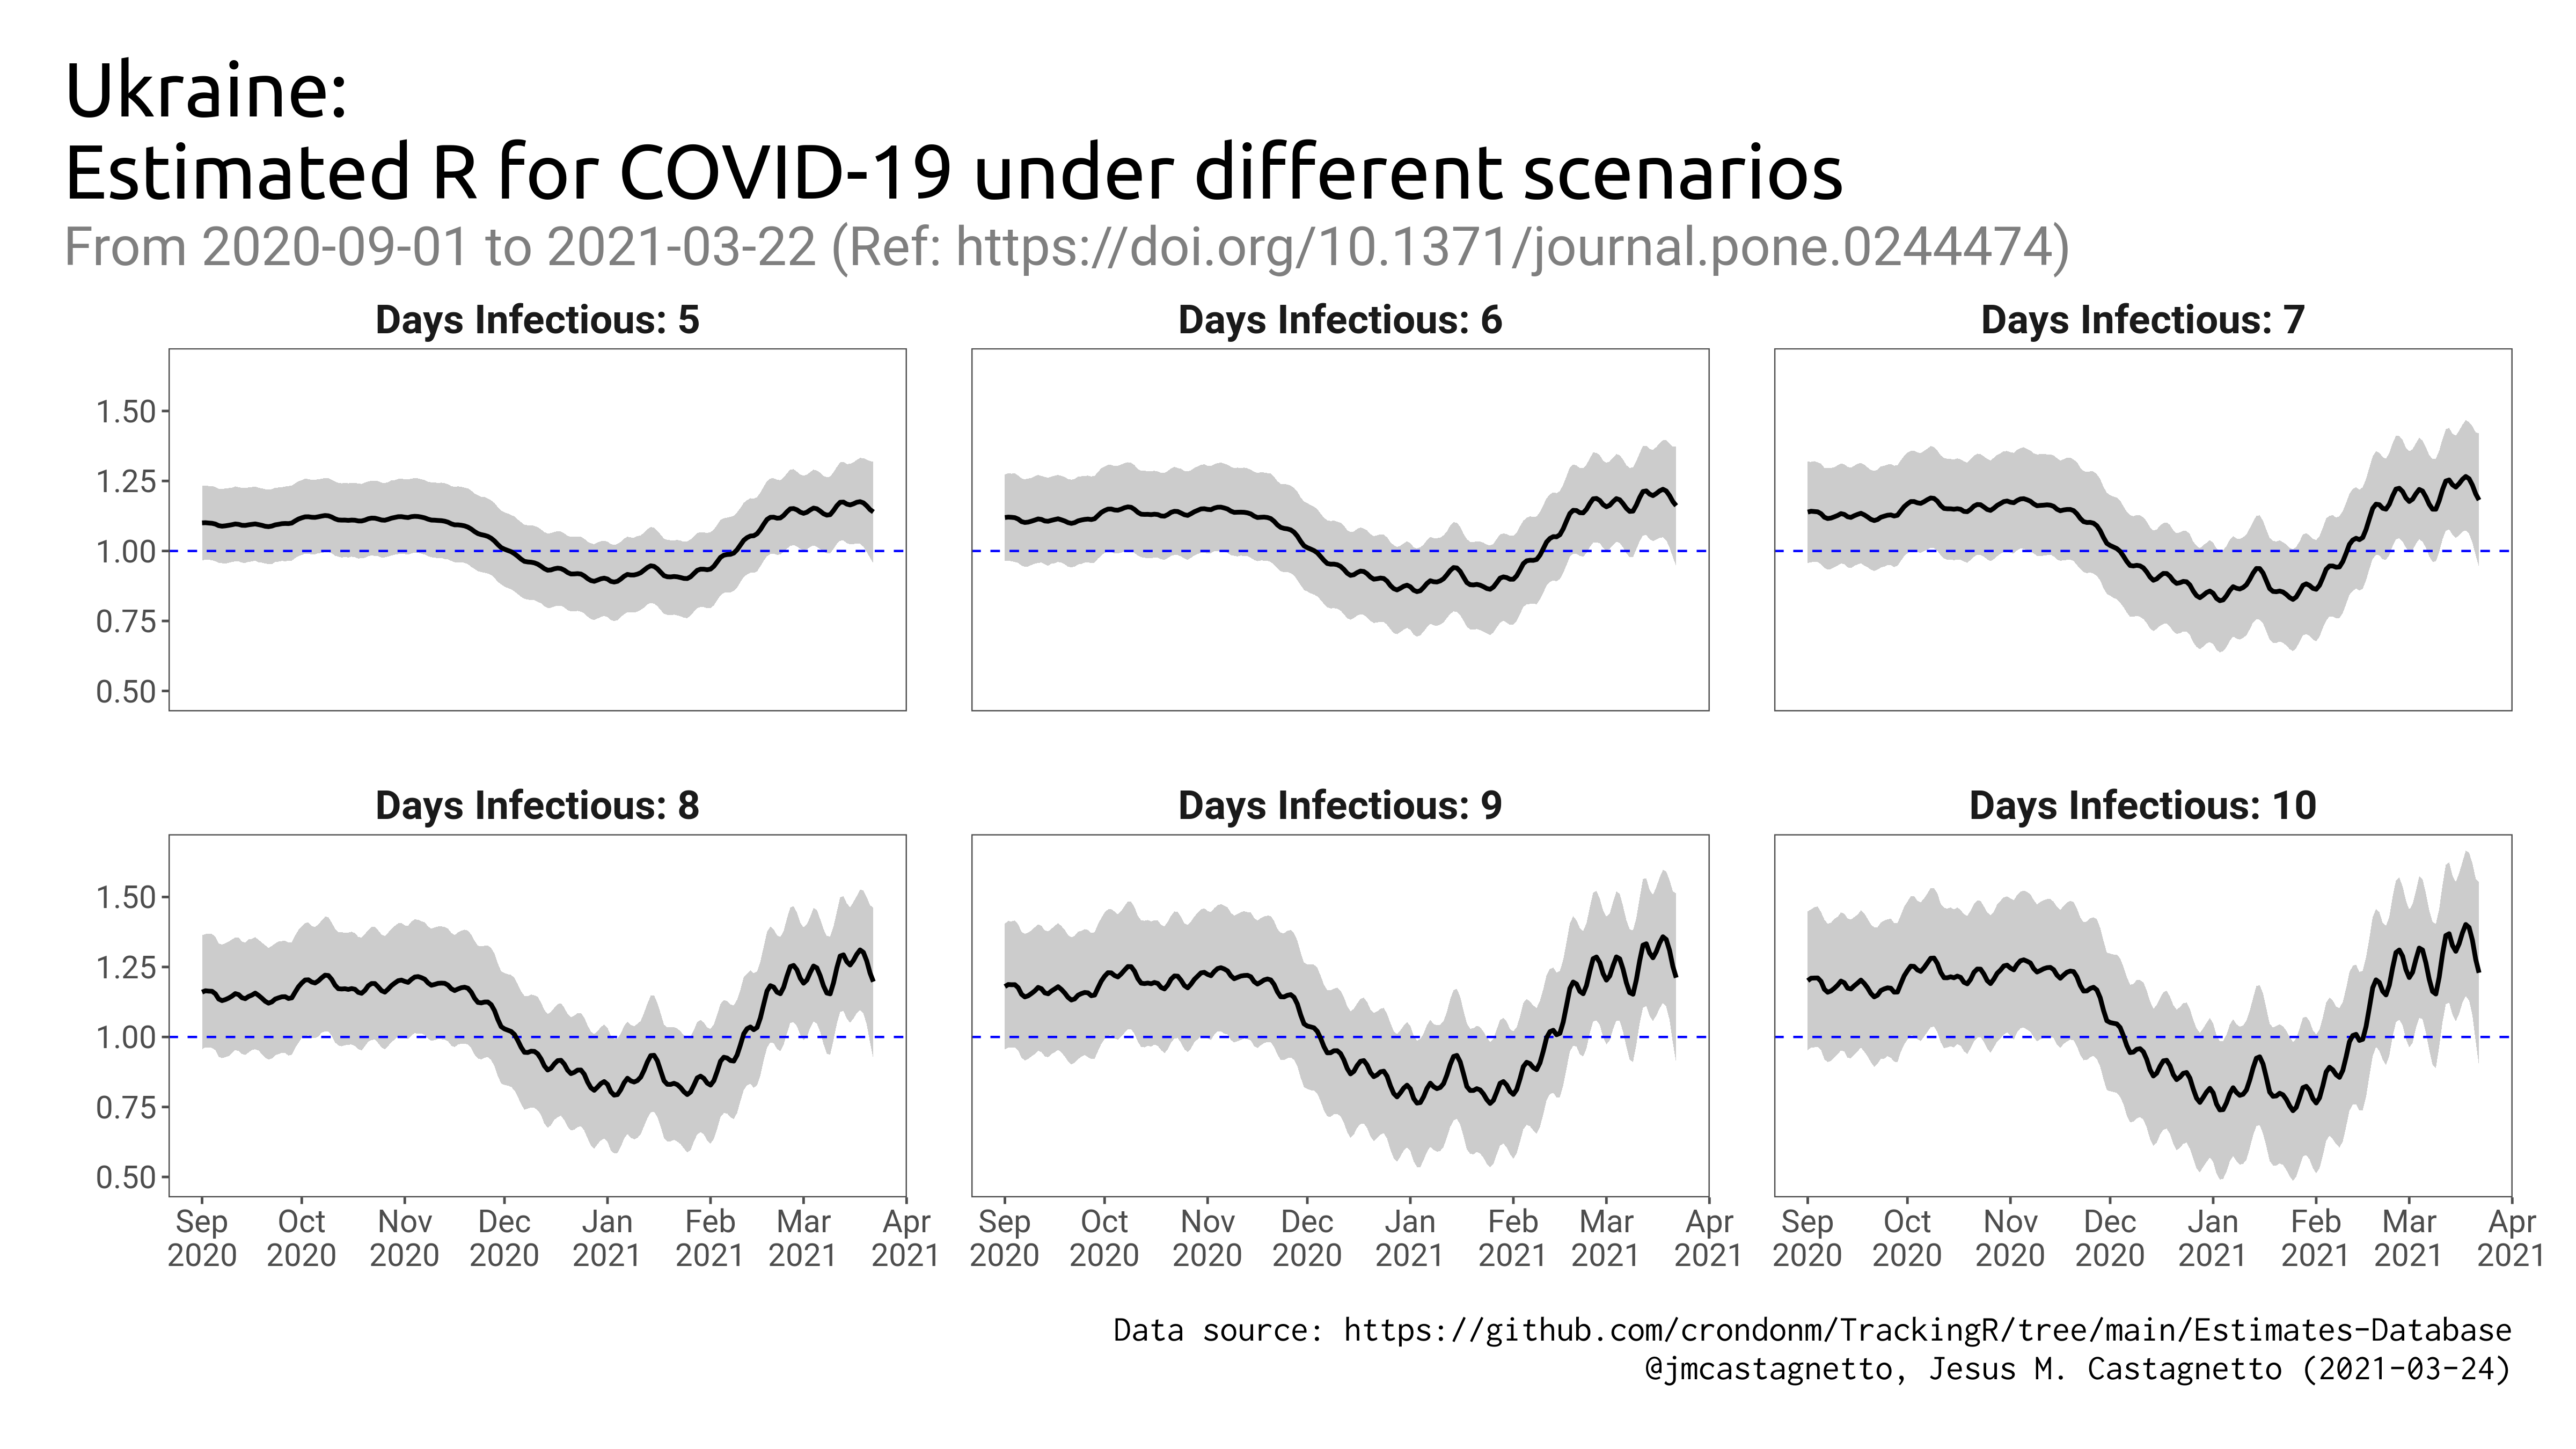 Ukraine:
Estimated R for COVID-19 under different scenarios
From 2020-09-01 to 2021-03-22 (Ref: https://doi.org/10.1371/journal.pone.0244474)
Days Infectious: 5
Days Infectious: 6
Days Infectious: 7
1.50
1.25
1.00
0.75
0.50
Days Infectious: 8
Days Infectious: 9
Days Infectious: 10
1.50
1.25
1.00
0.75
0.50
Sep Oct Nov Dec Jan Feb Mar Apr
2020 2020 2020 2020 2021 2021 2021 2021
Sep Oct Nov Dec Jan Feb Mar Apr
2020 2020 2020 2020 2021 2021 2021 2021
Sep Oct Nov Dec Jan Feb Mar Apr
2020 2020 2020 2020 2021 2021 2021 2021
Data source: https://github.com/crondonm/TrackingR/tree/main/Estimates-Database
@jmcastagnetto, Jesus M. Castagnetto (2021-03-24)